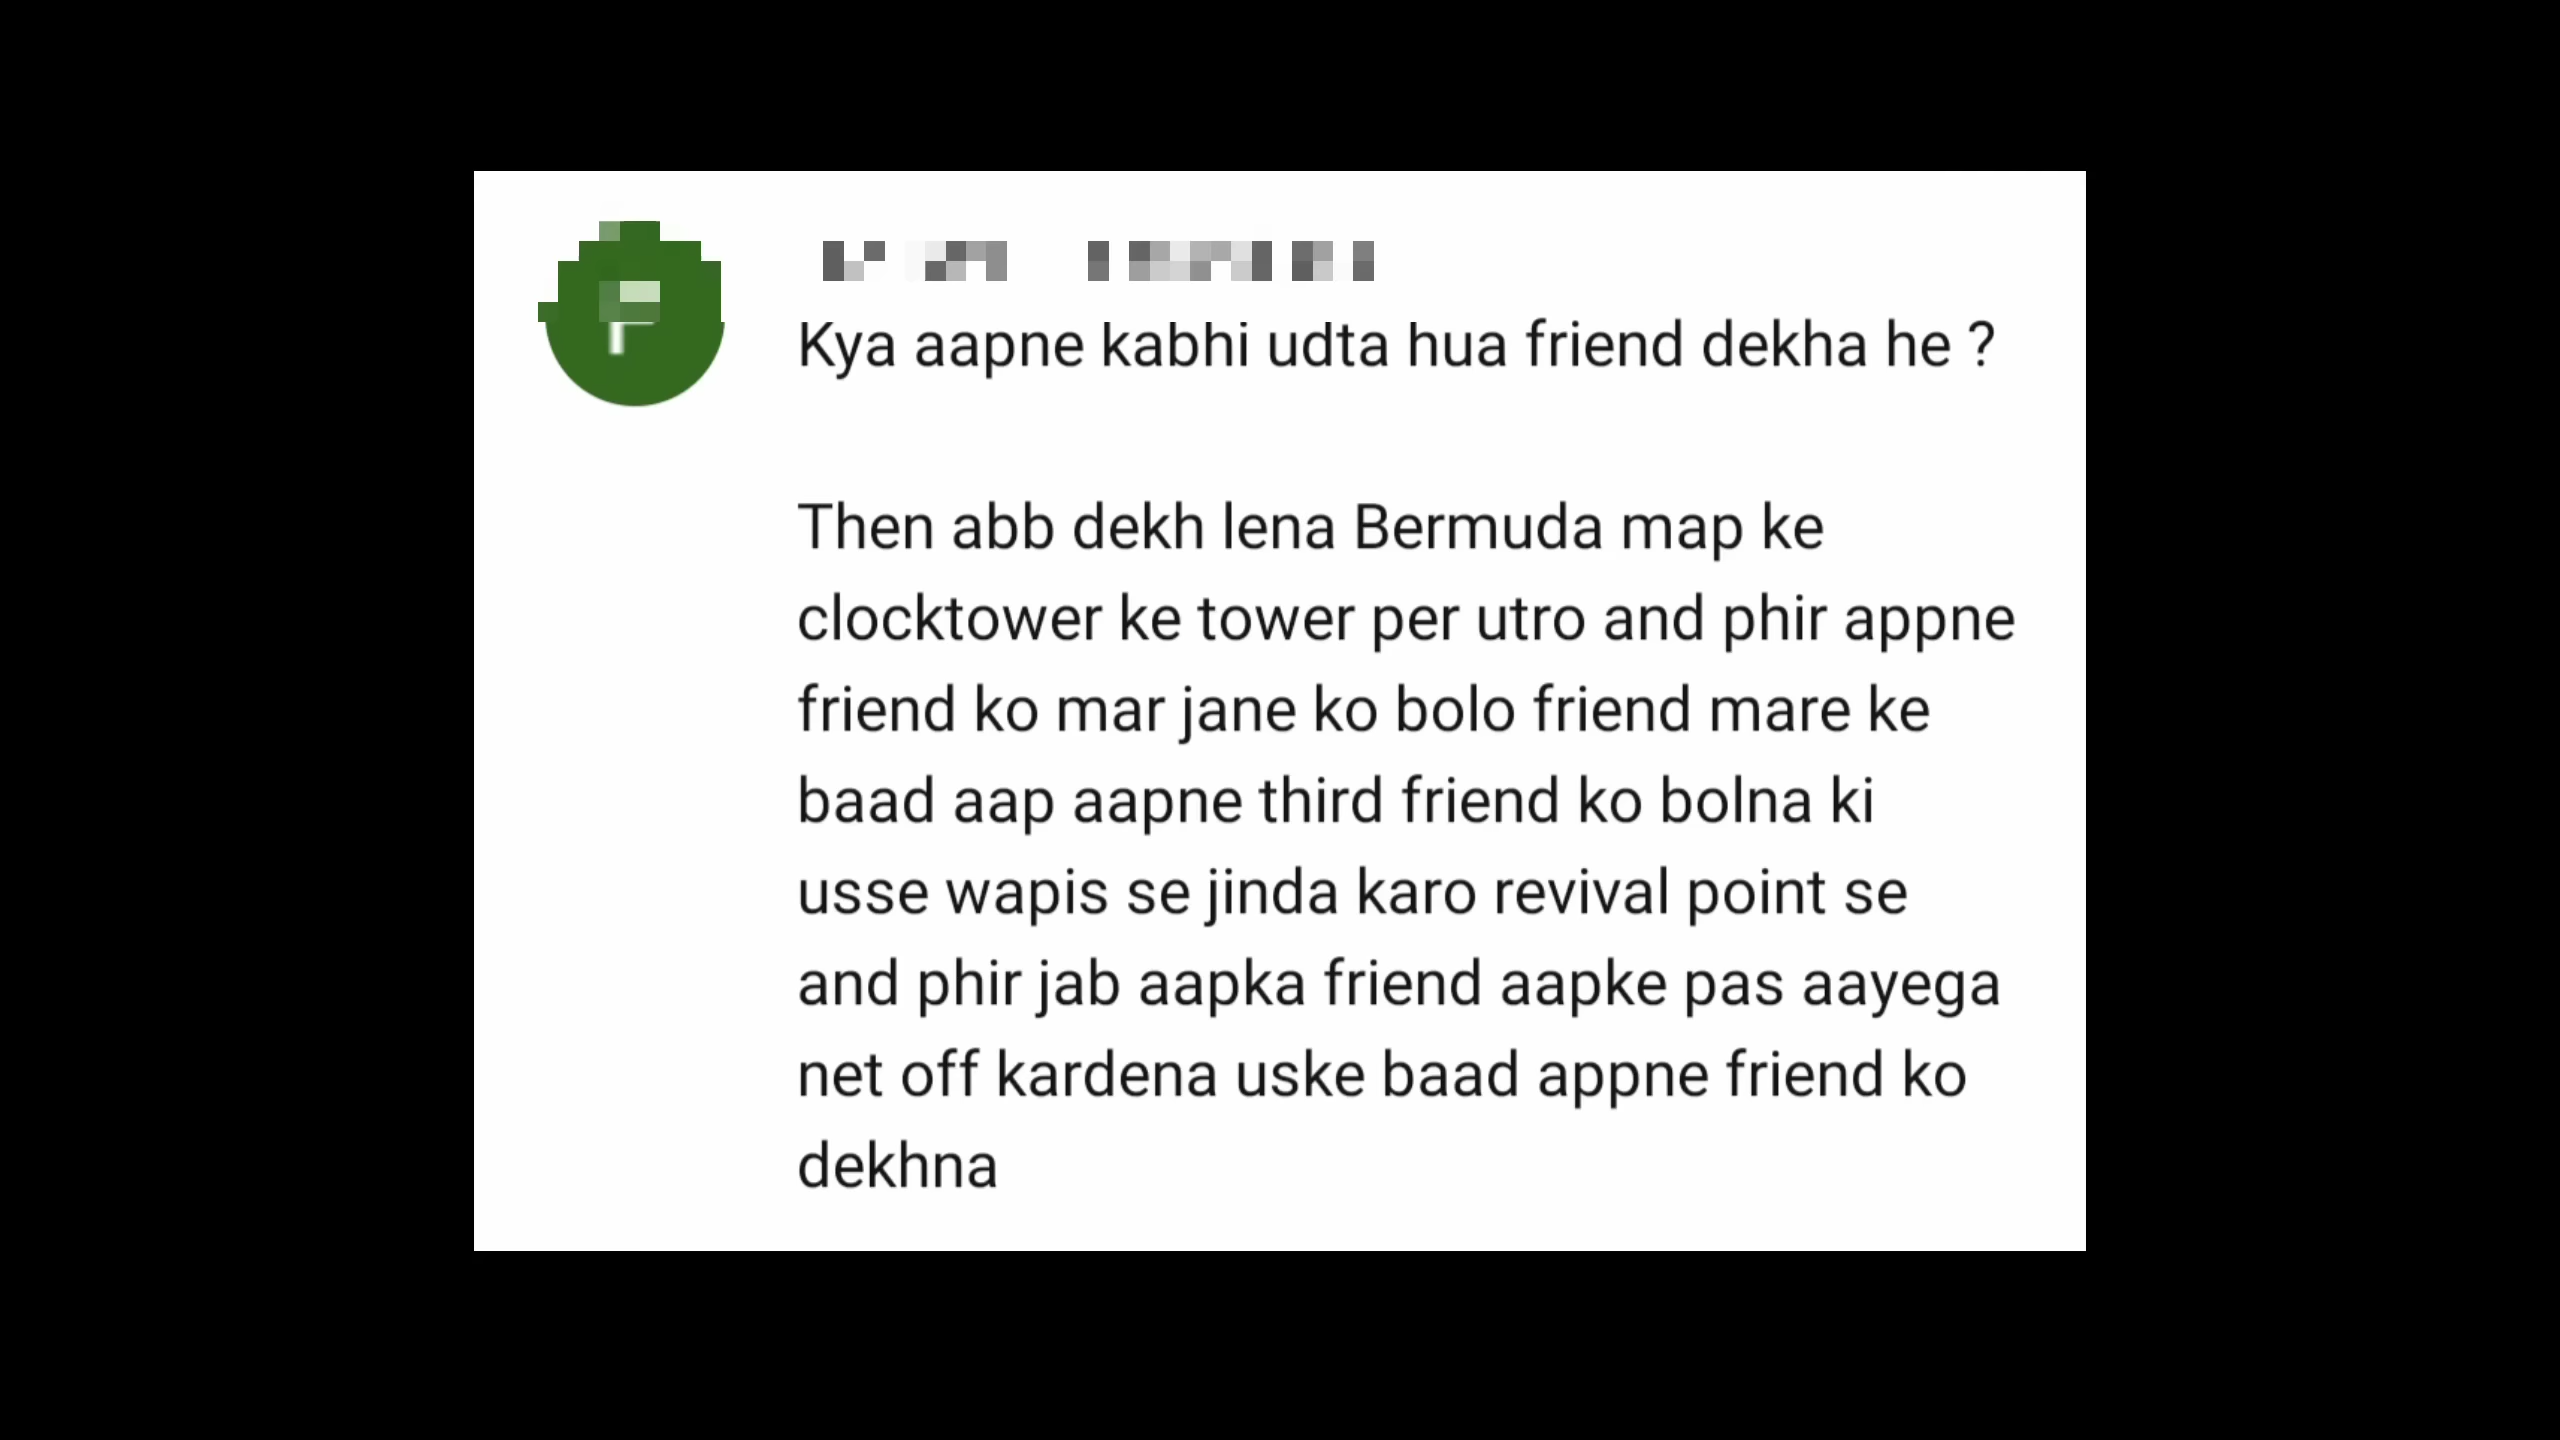 Kya aapne kabhi udta hua friend dekha he ?
Then abb dekh lena Bermuda map ke
clocktower ke tower per utro and phir appne
friend ko mar jane ko bolo friend mare ke
baad aap aapne third friend ko bolna ki
usse wapis se jinda karo revival point se
and phir jab aapka friend aapke pas aayega
net off kardena uske baad appne friend ko
dekhna